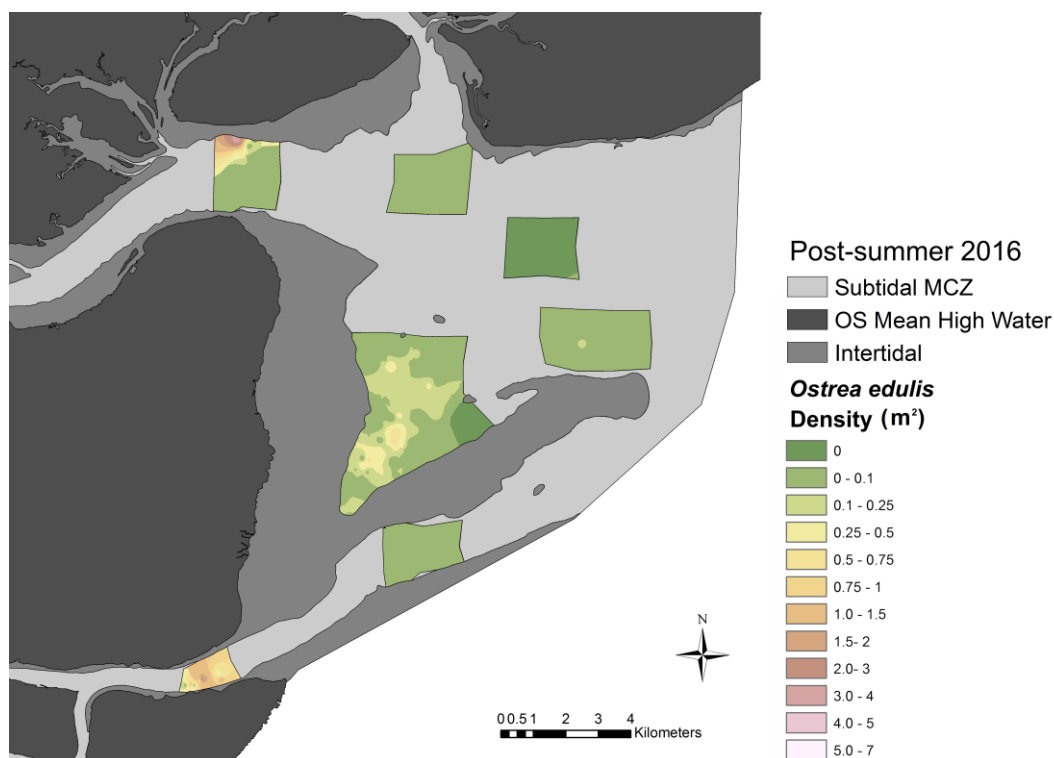 Post-summer 2016
Subtidal MCZ
OS Mean High Water
Intertidal
Ostrea edulis
Density (m²)
0
0 - 0.1
0.1 - 0.25
0.25 - 0.5
0.5 - 0.75
0.75 - 1
1.0 - 1.5
1.5- 2
2.0- 3
3.0 - 4
4.0 - 5
5.0 - 7
N
0 0.5 1 2 3 4
Kilometers